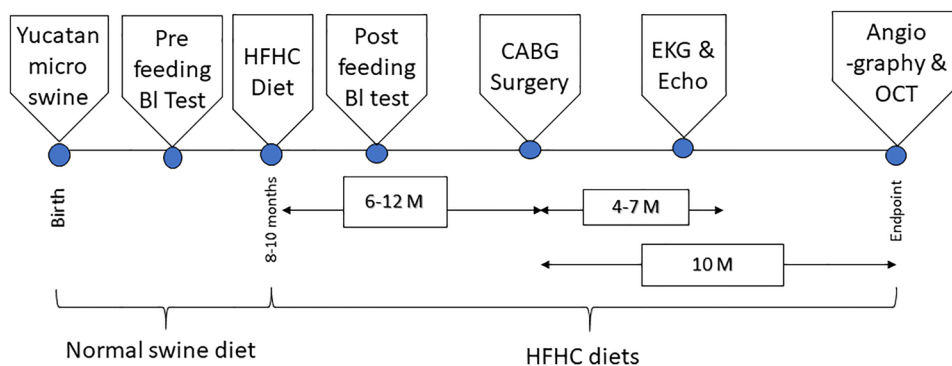 Yucatan
micro
swine
Pre
feeding
Bl Test
HFHC
Diet
Post
feeding
Bl test
CABG
Surgery
EKG &
Echo
Angio
-graphy &
OCT
Birth
8-10 months
6-12 M
4-7 M
Endpoint
10 M
Normal swine diet
HFHC diets